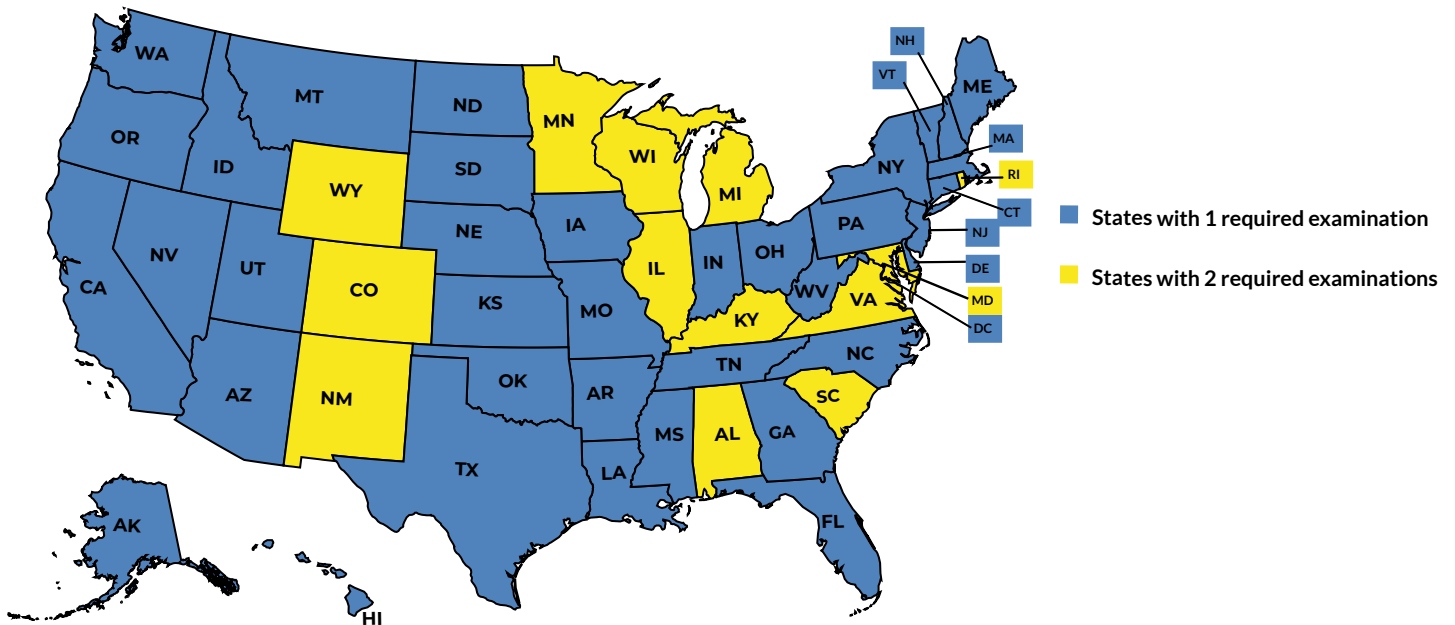 WA
MT
ND
MN
OR
ID
WY
SD
WI
MI
NY
VT
NH
ME
MA
RI
CT
NJ
DE
MD
DC
PA
NV
UT
CO
NE
IA
IL
IN
OH
WV
VA
CA
KS
MO
KY
AZ
NM
OK
AR
TN
NC
SC
TX
LA
MS
AL
GA
FL
AK
HI
States with 1 required examination
States with 2 required examinations